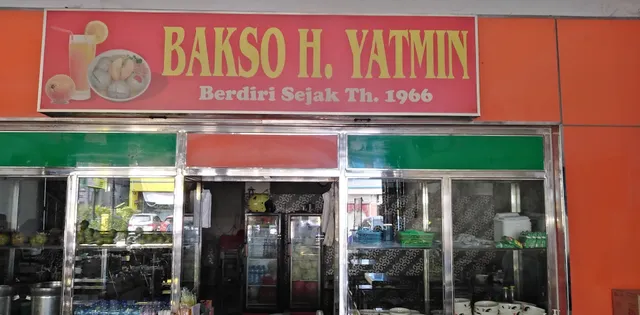 BAKSO H. YATMIN
Berdiri Sejak Th. 1966